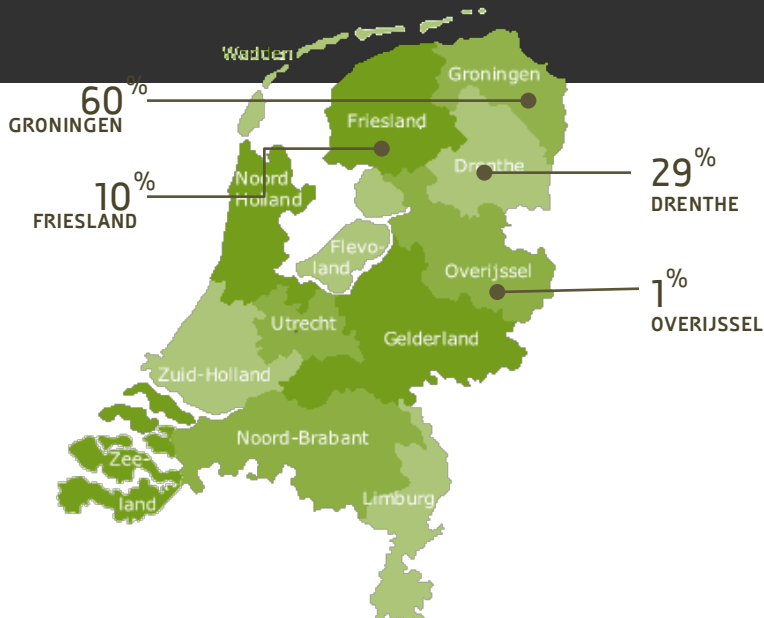 Wadden
Groningen
60%
GRONINGEN
Friesland
Drenthe
29%
DRENTHE
10%
FRIESLAND
Noord-
Holland
Flevo-
land
Overijssel
1%
OVERIJSSEL
Utrecht
Gelderland
Zuid-Holland
Noord-Brabant
Zee-
land
Limburg